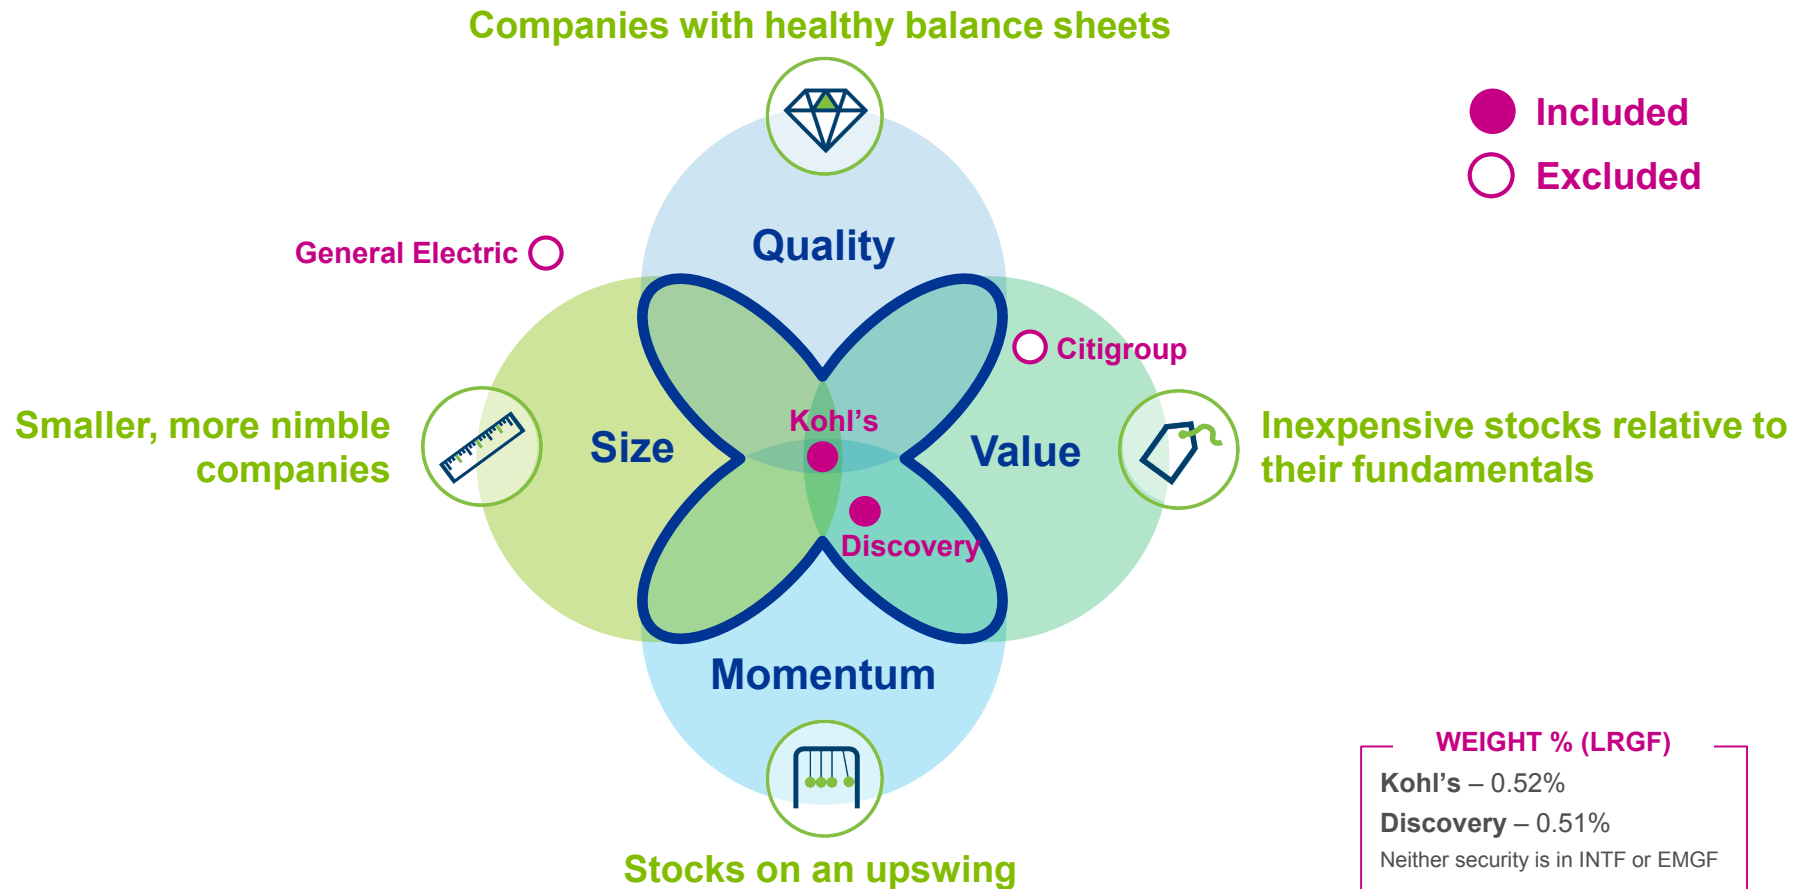 Companies with healthy balance sheets
Included
Excluded
Quality
General Electric
Citigroup
Kohl's
Smaller, more nimble
companies
Size
Value
Inexpensive stocks relative to
their fundamentals
Discovery
Momentum
Stocks on an upswing
WEIGHT % (LRGF)
Kohl's – 0.52%
Discovery – 0.51%
Neither security is in INTF or EMGF